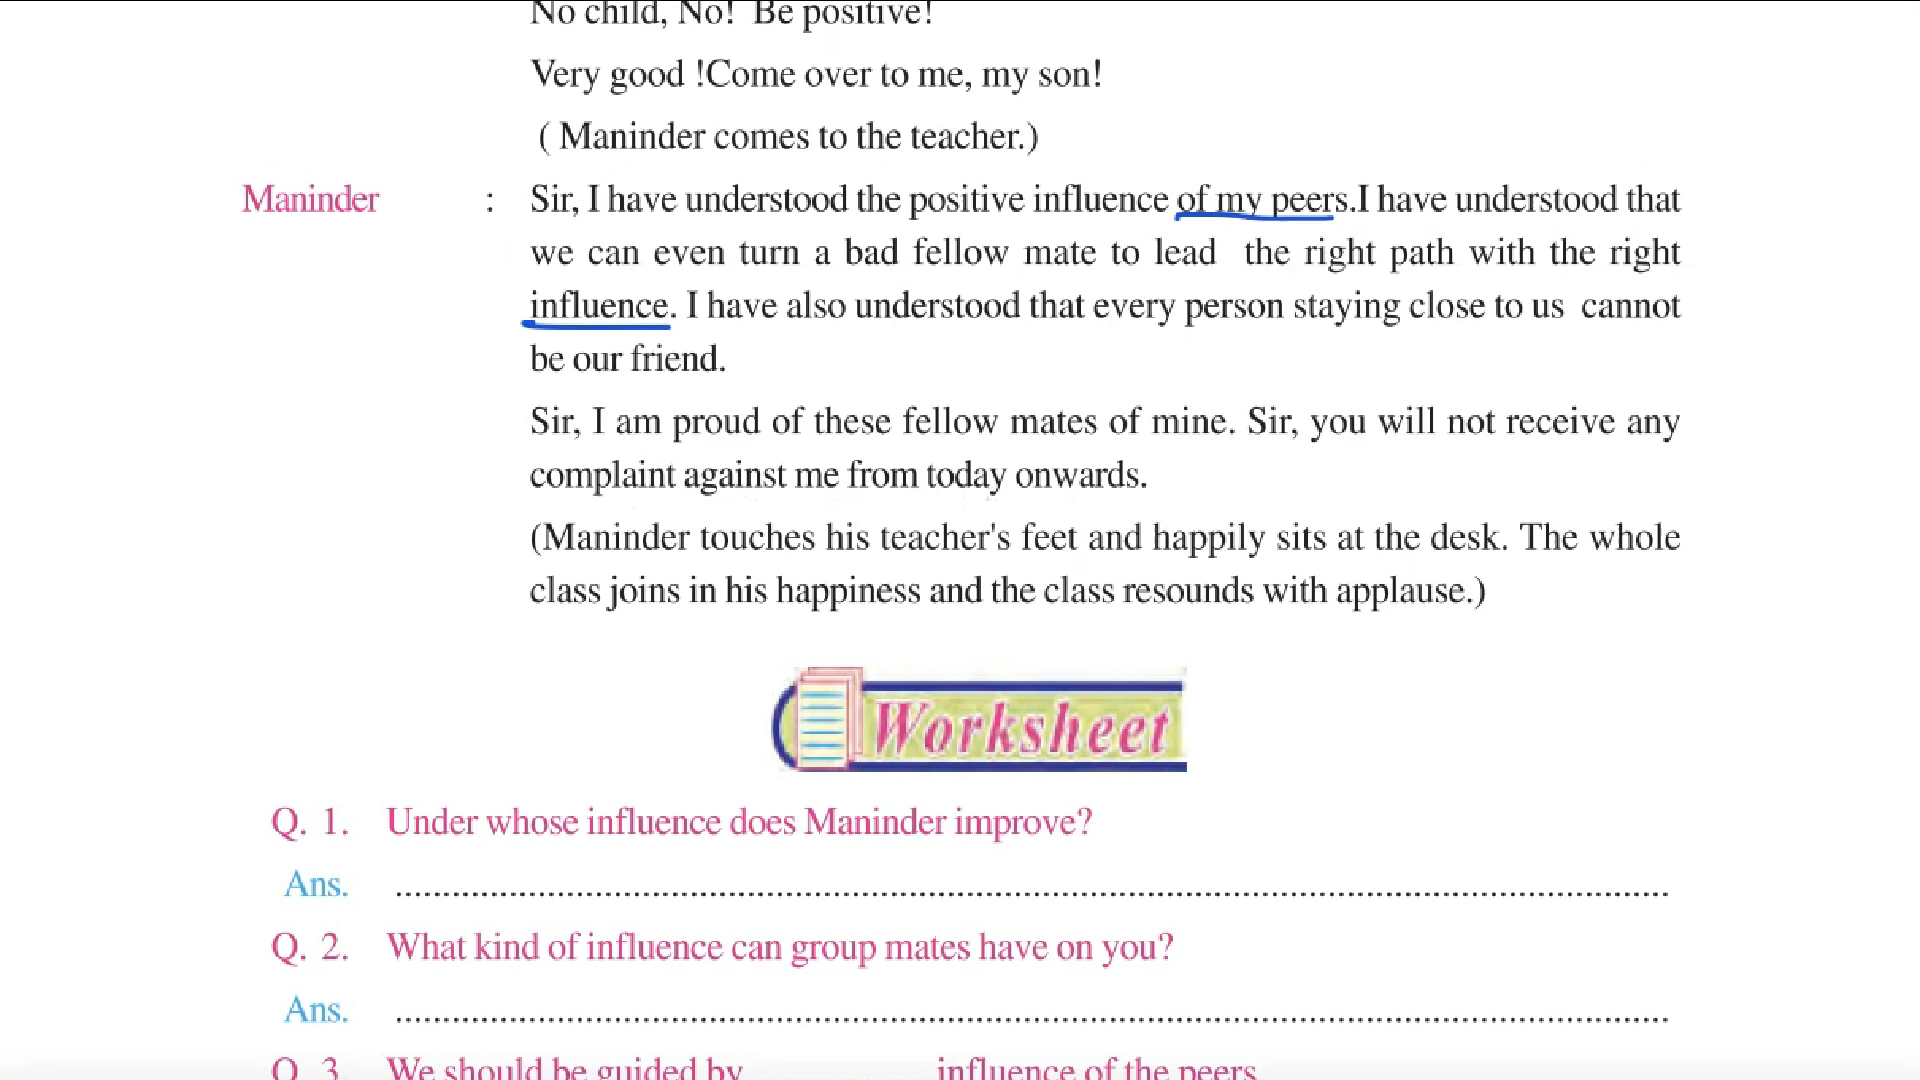 No child, No! Be positive!
Very good !Come over to me, my son!
( Maninder comes to the teacher.)
Maninder : Sir, I have understood the positive influence of my peers.I have understood that
we can even turn a bad fellow mate to lead the right path with the right
influence. I have also understood that every person staying close to us cannot
be our friend.
Sir, I am proud of these fellow mates of mine. Sir, you will not receive any
complaint against me from today onwards.
(Maninder touches his teacher's feet and happily sits at the desk. The whole
class joins in his happiness and the class resounds with applause.)
Worksheet
Q. 1. Under whose influence does Maninder improve?
Ans. ........................................................................................................................................
Q. 2. What kind of influence can group mates have on you?
Ans. ........................................................................................................................................
Q. 3. We should be guided by influence of the peers